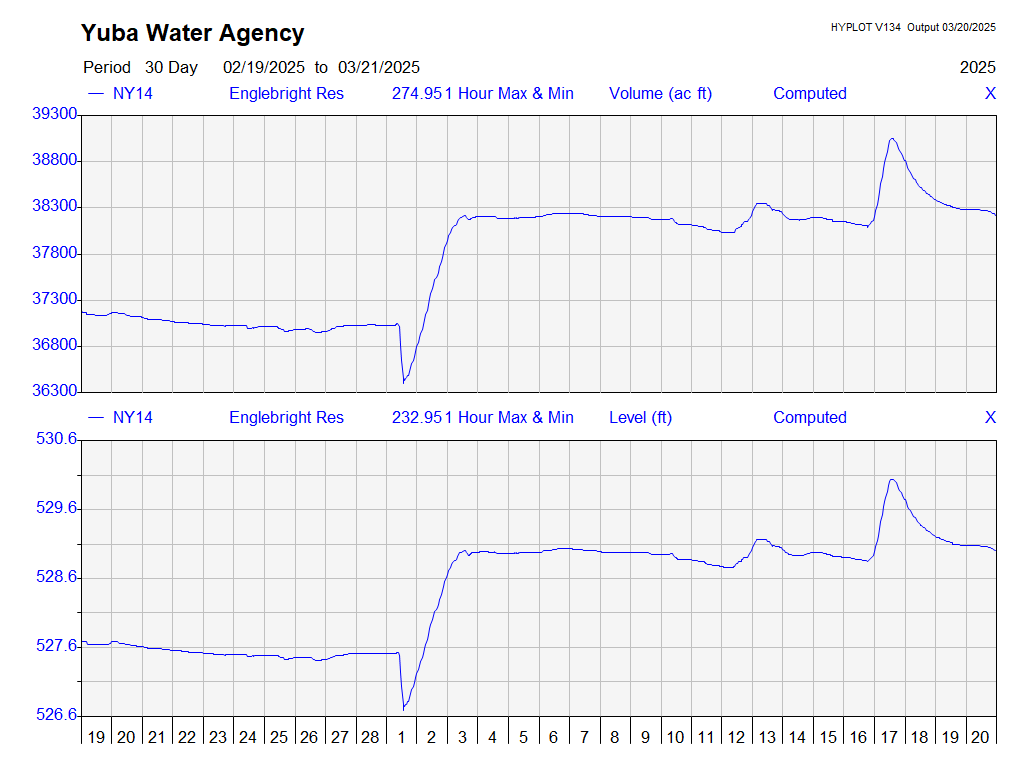 Yuba Water Agency
HYPLOT V134 Output 03/20/2025
Period 30 Day 02/19/2025 to 03/21/2025
2025
— NY14 Englebright Res 274.951 Hour Max & Min Volume (ac ft) Computed X
39300
38800
38300
37800
37300
36800
36300
— NY14 Englebright Res 232.951 Hour Max & Min Level (ft) Computed X
530.6
529.6
528.6
527.6
526.6
19 20 21 22 23 24 25 26 27 28 1 2 3 4 5 6 7 8 9 10 11 12 13 14 15 16 17 18 19 20